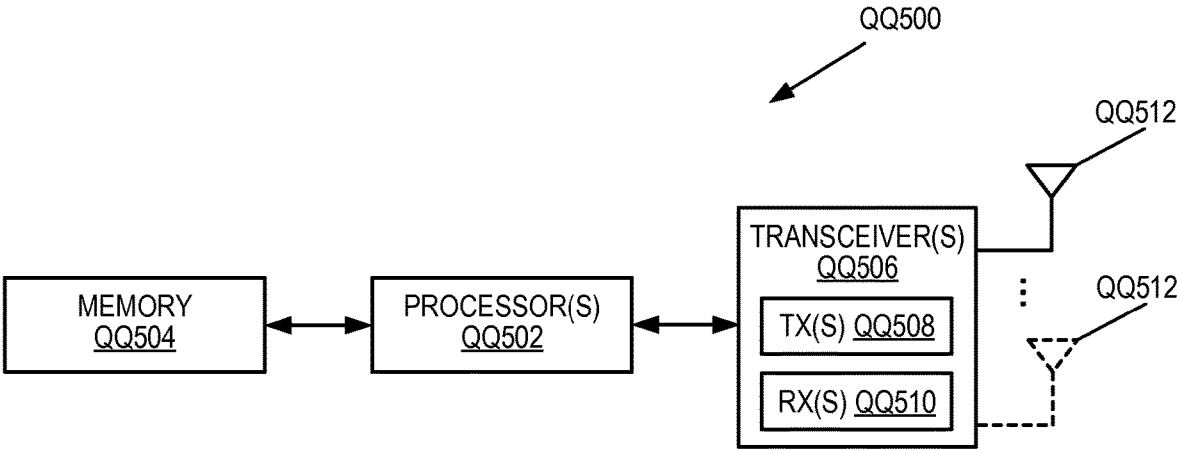 QQ500
QQ512
TRANSCEIVER(S)
QQ506
MEMORY
QQ504
PROCESSOR(S)
QQ502
TX(S) QQ508
RX(S) QQ510
QQ512